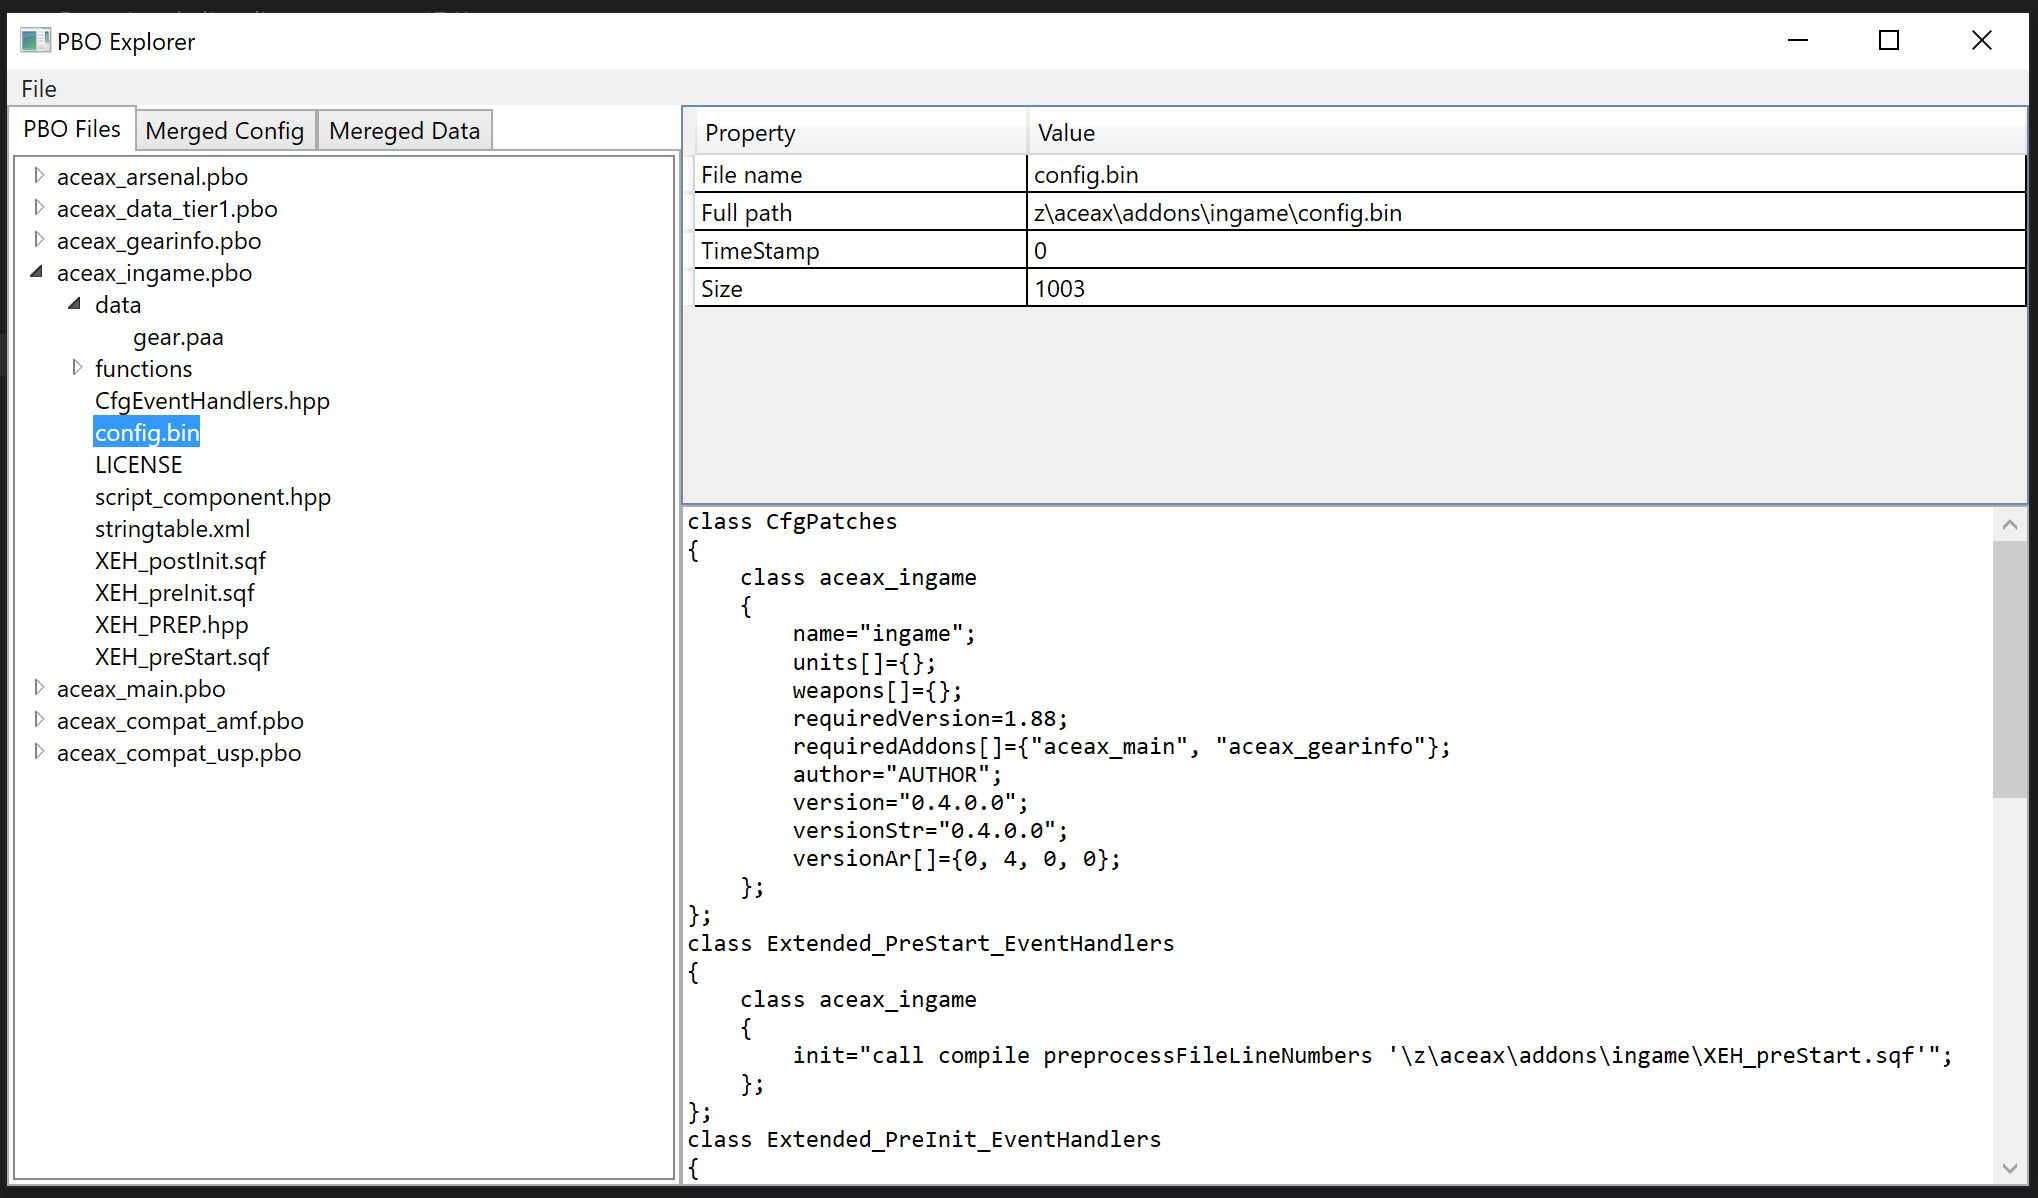 PBO Explorer
File
PBO Files
Merged Config
Mereged Data
aceax_arsenal.pbo
aceax_data_tier1.pbo
aceax_gearinfo.pbo
aceax_ingame.pbo
data
gear.paa
functions
CfgEventHandlers.hpp
config.bin
LICENSE
script_component.hpp
stringtable.xml
XEH_postInit.sqf
XEH_preInit.sqf
XEH_PREP.hpp
XEH_preStart.sqf
aceax_main.pbo
aceax_compat_amf.pbo
aceax_compat_usp.pbo
Property Value
File name config.bin
Full path z\aceax\addons\ingame\config.bin
TimeStamp 0
Size 1003
class CfgPatches
{
    class aceax_ingame
    {
        name="ingame";
        units[]={};
        weapons[]={};
        requiredVersion=1.88;
        requiredAddons[]={"aceax_main", "aceax_gearinfo"};
        author="AUTHOR";
        version="0.4.0.0";
        versionStr="0.4.0.0";
        versionAr[]={0, 4, 0, 0};
    };
};
class Extended_PreStart_EventHandlers
{
    class aceax_ingame
    {
        init="call compile preprocessFileLineNumbers '\z\aceax\addons\ingame\XEH_preStart.sqf'";
    };
};
class Extended_PreInit_EventHandlers
{